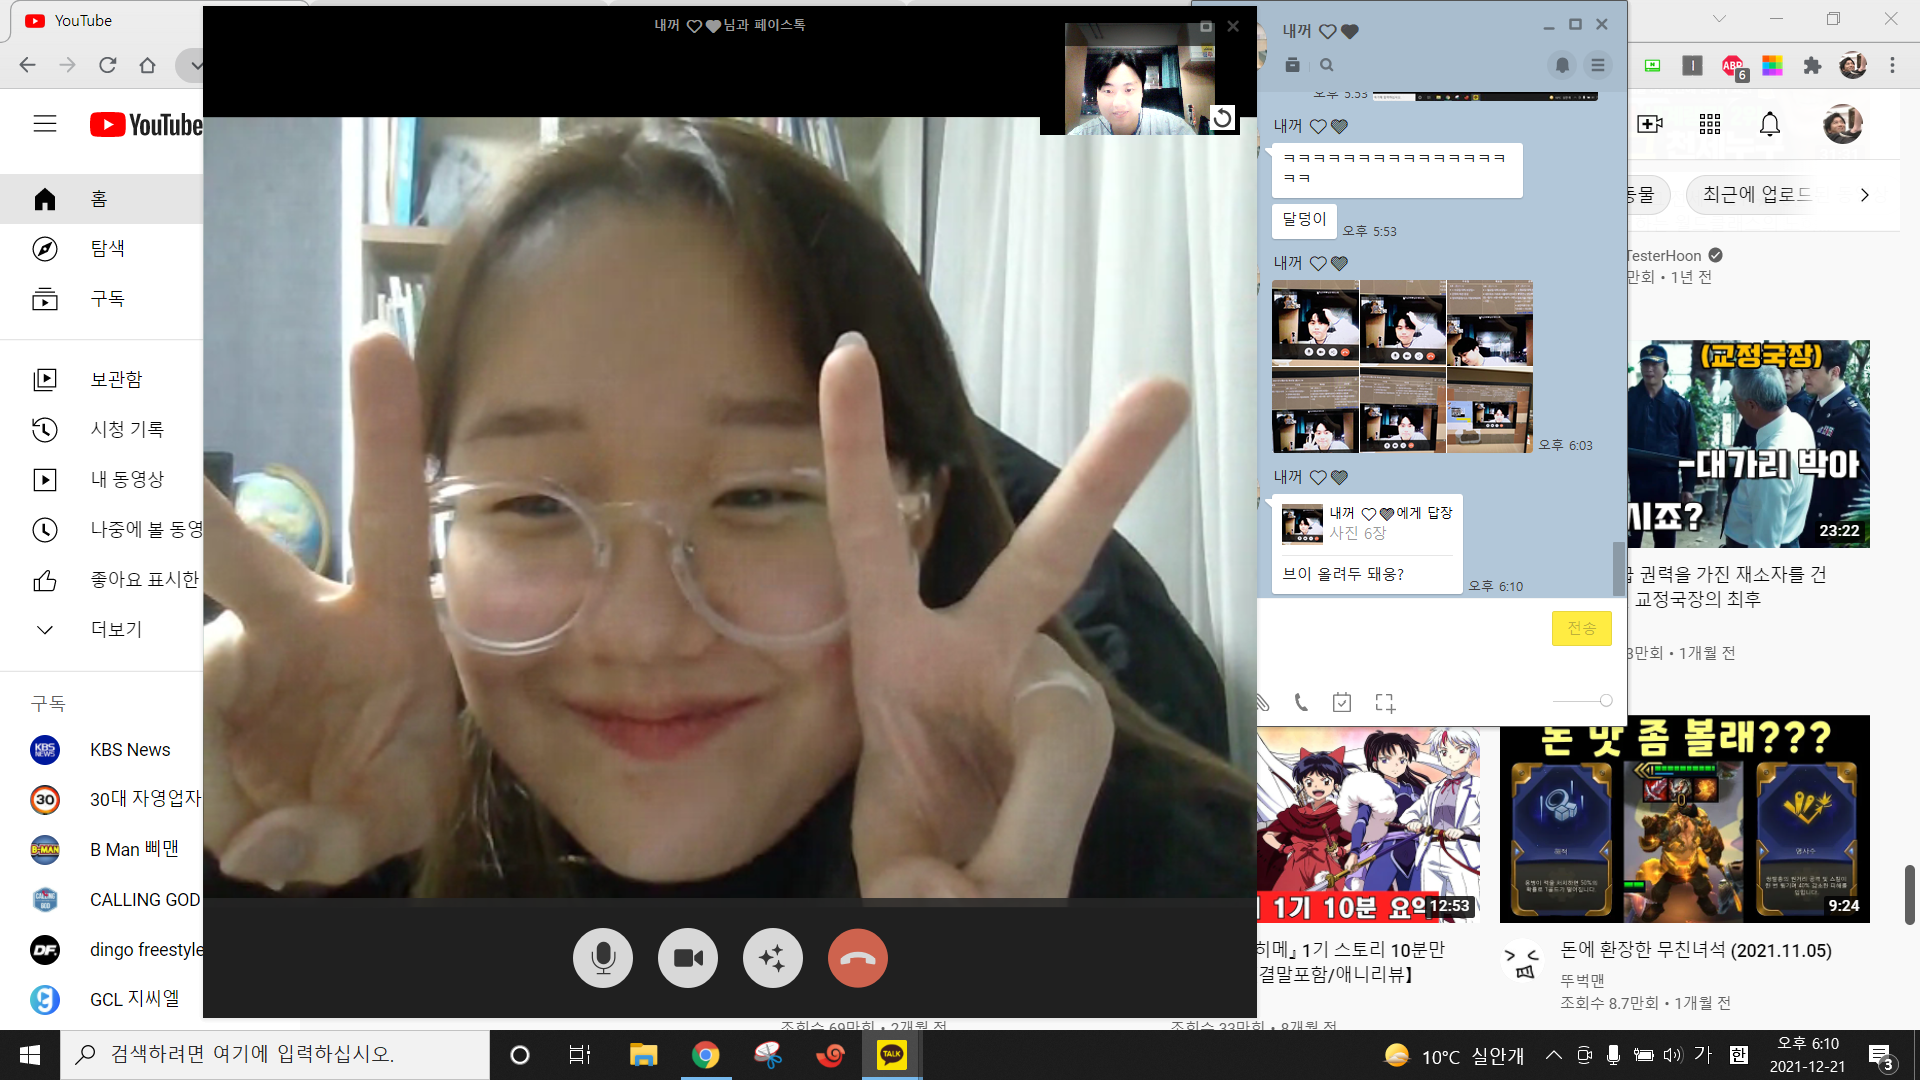 YouTube
내꺼 ♡♥님과 페이스톡
내꺼 ♡♥
오후 5:53
내꺼 ♡♥
ㅋㅋㅋㅋㅋㅋㅋㅋㅋㅋㅋㅋㅋㅋㅋ
ㅋㅋ
달덩이
오후 5:53
내꺼 ♡♥
오후 6:03
내꺼 ♡♥
내꺼 ♡♥에게 답장
사진 6장
브이 올려두 돼웅?
오후 6:10
전송
ABP
6
YouTube
홈
탐색
구독
보관함
시청 기록
내 동영상
나중에 볼 동영
좋아요 표시한
더보기
구독
KBS NEWS
KBS News
30
30대 자영업자
B-MAN
B Man 삐맨
CALLING GOD
CALLING GOD
DF.
dingo freestyle
GCL 지씨엘
동물
최근에 업로드
TesterHoon
만회 • 1년 전
(교정국장)
-대가리 박아
시죠?
23:22
권력을 가진 재소자를 건
교정국장의 최후
3만회 • 1개월 전
1기 10분 요약
12:53
히메』 1기 스토리 10분만
결말포함/애니리뷰】
돈 맛 좀 볼래???
9:24
돈에 환장한 무친녀석 (2021.11.05)
뚜벅맨
조회수 8.7만회 • 1개월 전
조회수 69만회 • 2개월 전
조회수 33만회 • 8개월 전
검색하려면 여기에 입력하십시오.
TALK
10°C 실안개
가
한
오후 6:10
2021-12-21
3